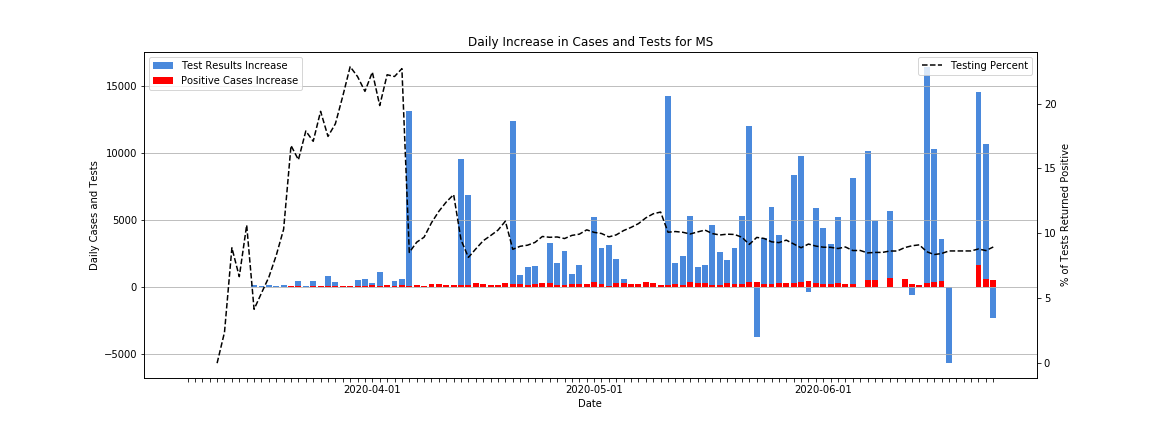 Daily Increase in Cases and Tests for MS
Test Results Increase
Positive Cases Increase
Testing Percent
15000
10000
5000
0
−5000
Daily Cases and Tests
20
15
10
5
0
% of Tests Returned Positive
2020-04-01
2020-05-01
2020-06-01
Date